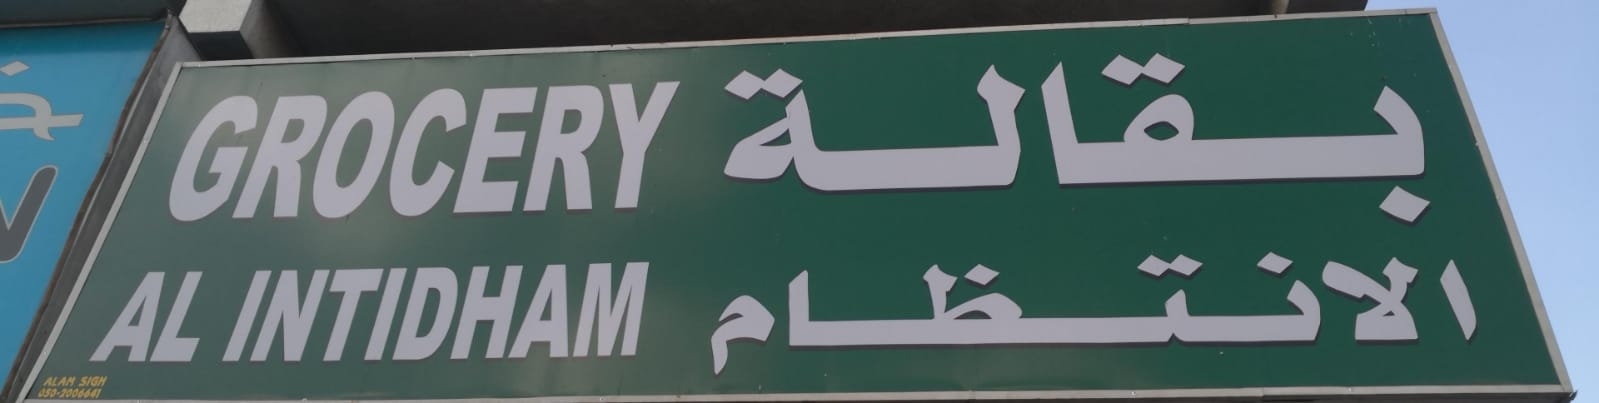 GROCERY بقالة
AL INTIDHAM الانتظام
ALAM SIGN
050-2006641